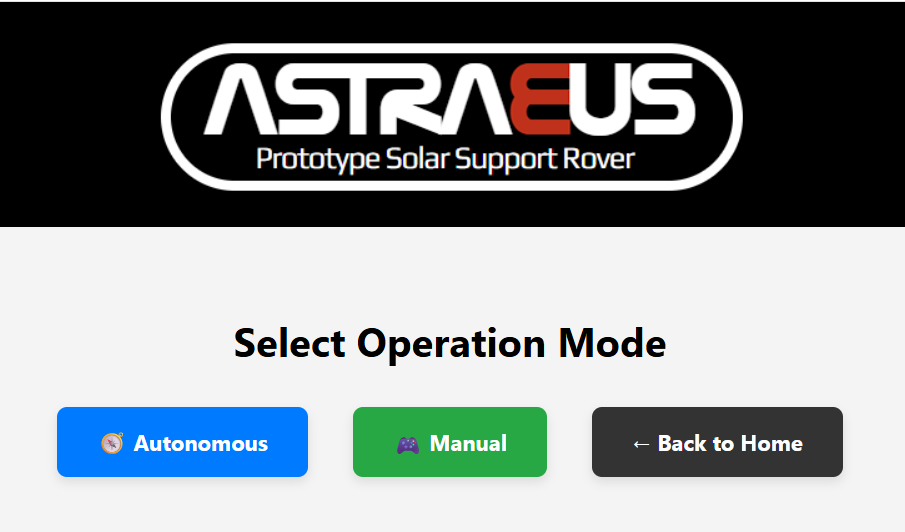 ASTRAEUS
Prototype Solar Support Rover
Select Operation Mode
🧭 Autonomous
🎮 Manual
← Back to Home